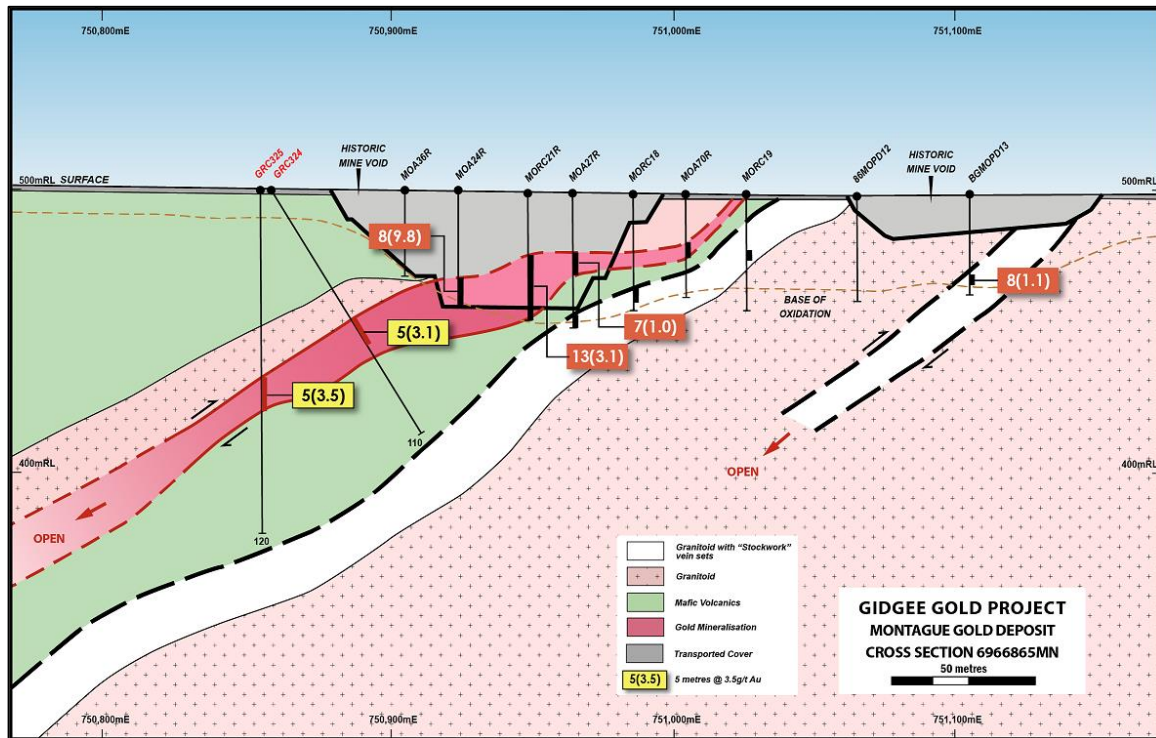 750,800mE
750,900mE
751,000mE
751,100mE
500mRL SURFACE
GRC325
GRC324
HISTORIC
MINE VOID
MOA36R
MOA24R
MORC21R
MOA27R
MORC18
MOA70R
MORC19
86MOPD12
HISTORIC
MINE VOID
BGMOPD13
500mRL
8(9.8)
8(1.1)
BASE OF
OXIDATION
5(3.1)
7(1.0)
13(3.1)
5(3.5)
110
400mRL
OPEN
400mRL
OPEN
120
Granitoid with "Stockwork"
vein sets
Granitoid
Mafic Volcanics
Gold Mineralisation
Transported Cover
5(3.5)
5 metres @ 3.5g/t Au
GIDGEE GOLD PROJECT
MONTAGUE GOLD DEPOSIT
CROSS SECTION 6966865MN
50 metres
750,800mE
750,900mE
751,000mE
751,100mE